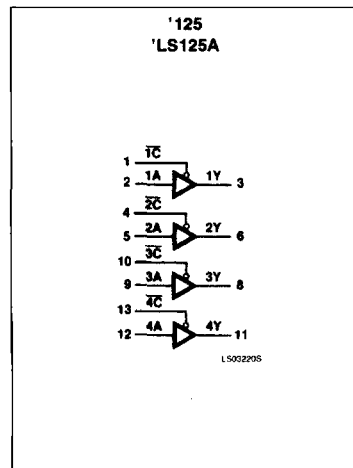 '125
'LS125A
1 1C̅
2 1A 1Y 3
4 2C̅
5 2A 2Y 6
10 3C̅
9 3A 3Y 8
13 4C̅
12 4A 4Y 11
LS03220S